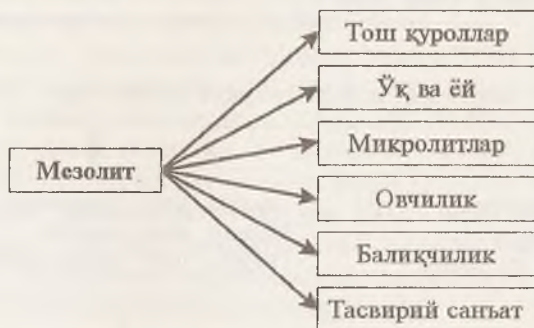 Мезолит
Тош қуроллар
Ўқ ва ёй
Микролитлар
Овчилик
Балиқчилик
Тасвирий санъат